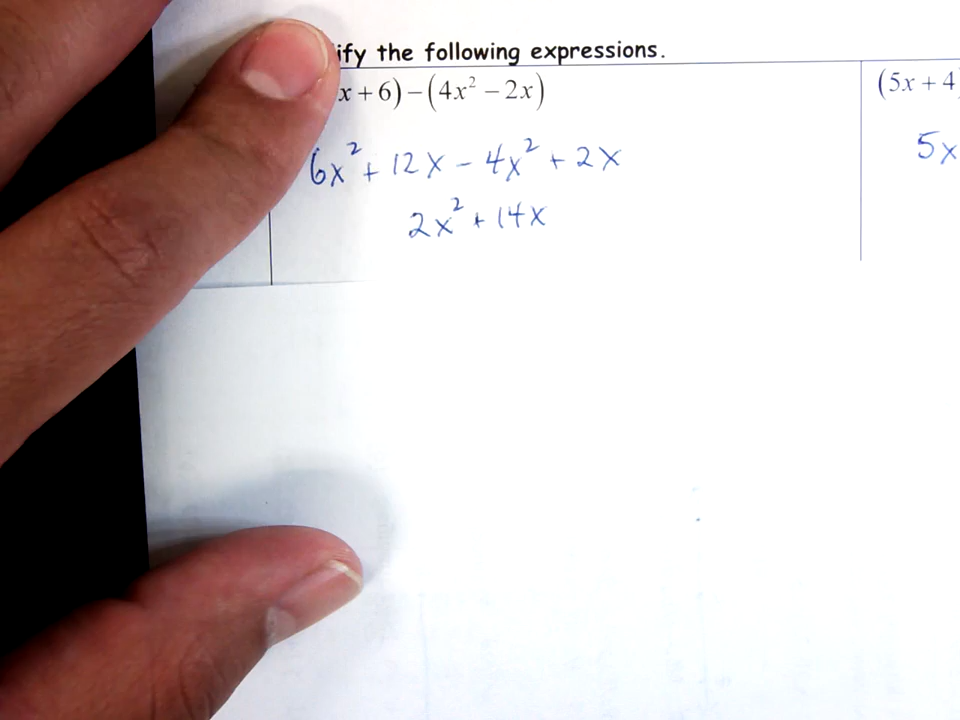 ify the following expressions.
x + 6) − (4x² − 2x)
(5x + 4)
6x² + 12x − 4x² + 2x
5x
2x² + 14x